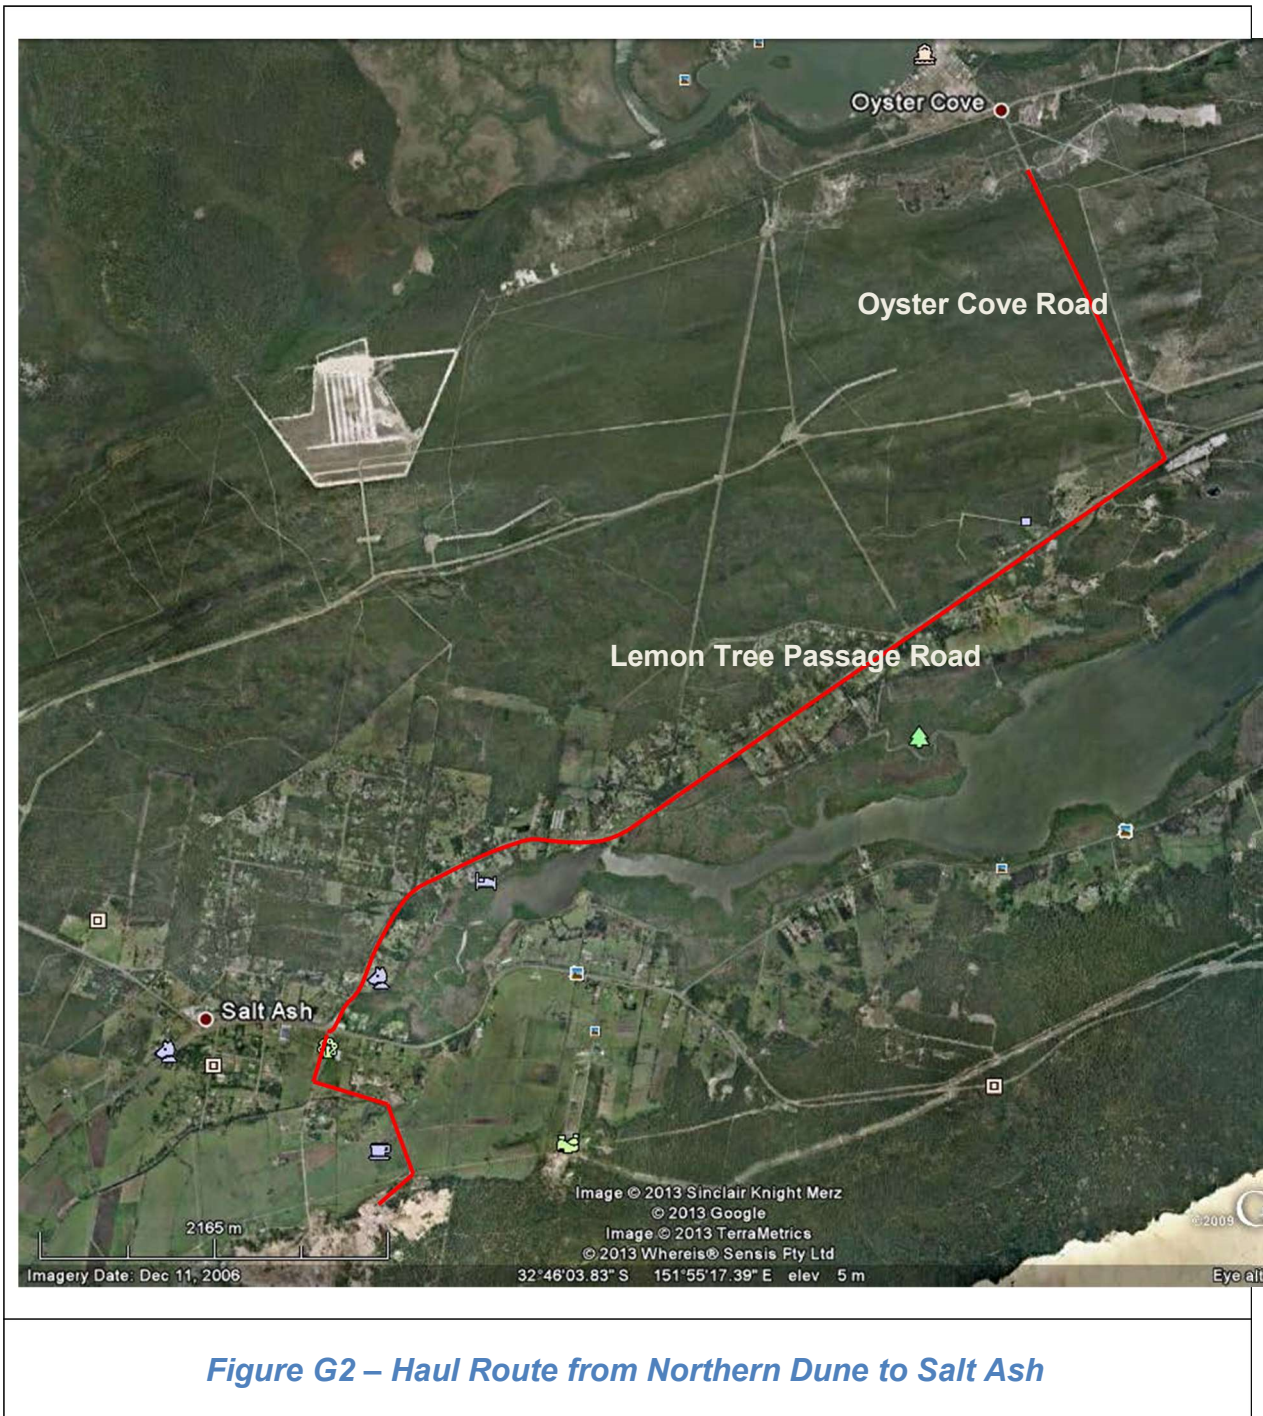 Oyster Cove
Oyster Cove Road
Lemon Tree Passage Road
Salt Ash
Image © 2013 Sinclair Knight Merz
© 2013 Google
Image © 2013 TerraMetrics
© 2013 Whereis® Sensis Pty Ltd
©2009
2165 m
Imagery Date: Dec 11, 2006
32°46'03.83" S 151°55'17.39" E elev 5 m
Eye alt
Figure G2 – Haul Route from Northern Dune to Salt Ash